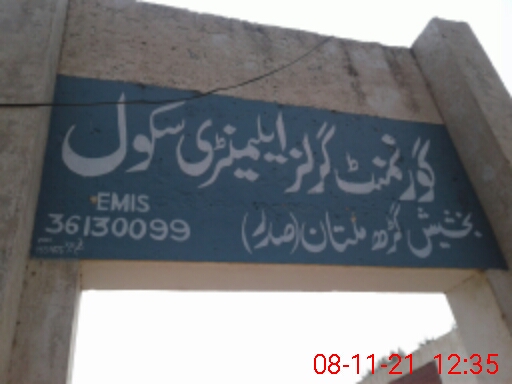 گورنمنٹ گرلز ایلیمنٹری سکول
بخشیش گڑھ ملتان (صدر)
EMIS
36130099
08-11-21 12:35